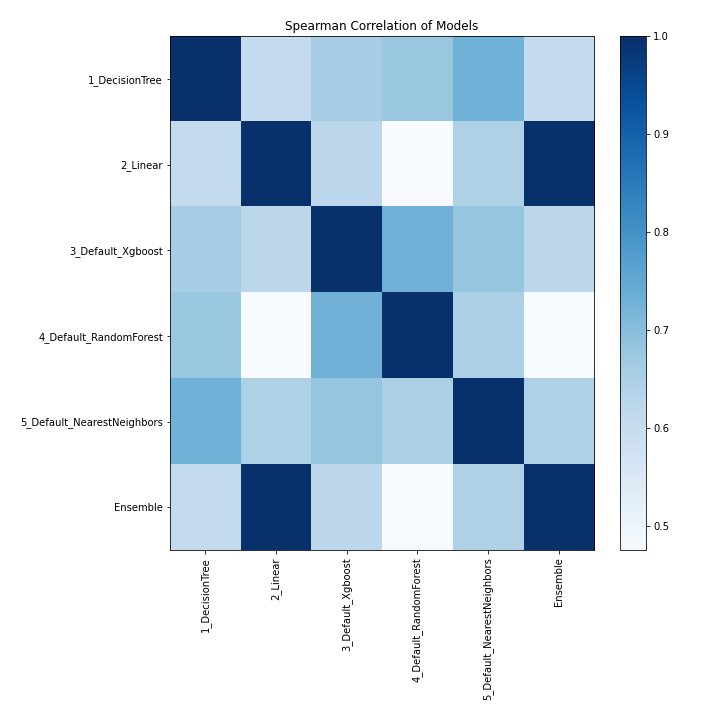 Spearman Correlation of Models
1_DecisionTree
2_Linear
3_Default_Xgboost
4_Default_RandomForest
5_Default_NearestNeighbors
Ensemble
1_DecisionTree
2_Linear
3_Default_Xgboost
4_Default_RandomForest
5_Default_NearestNeighbors
Ensemble
1.0
0.9
0.8
0.7
0.6
0.5